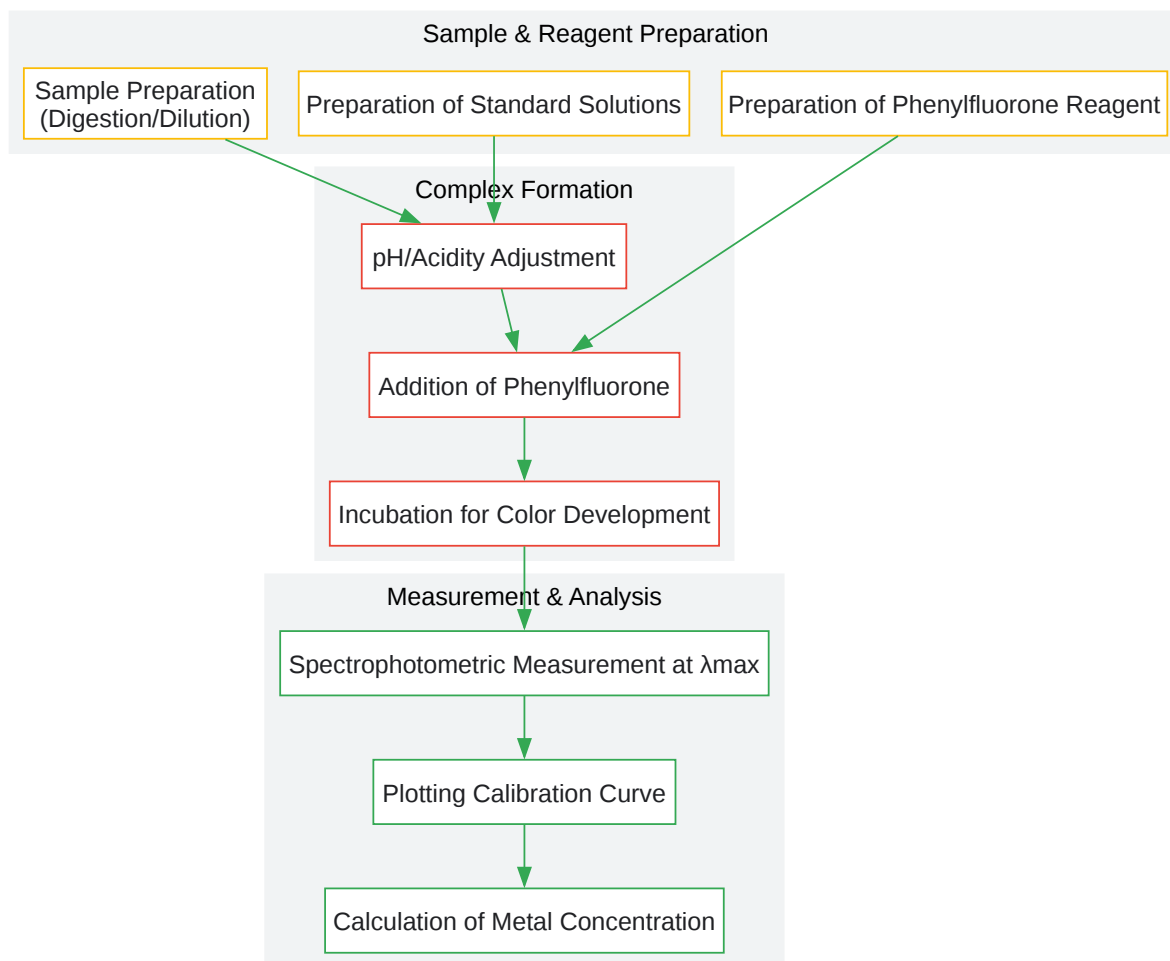 Sample & Reagent Preparation
Sample Preparation
(Digestion/Dilution)
Preparation of Standard Solutions
Preparation of Phenylfluorone Reagent
Complex Formation
pH/Acidity Adjustment
Addition of Phenylfluorone
Incubation for Color Development
Measurement & Analysis
Spectrophotometric Measurement at λmax
Plotting Calibration Curve
Calculation of Metal Concentration